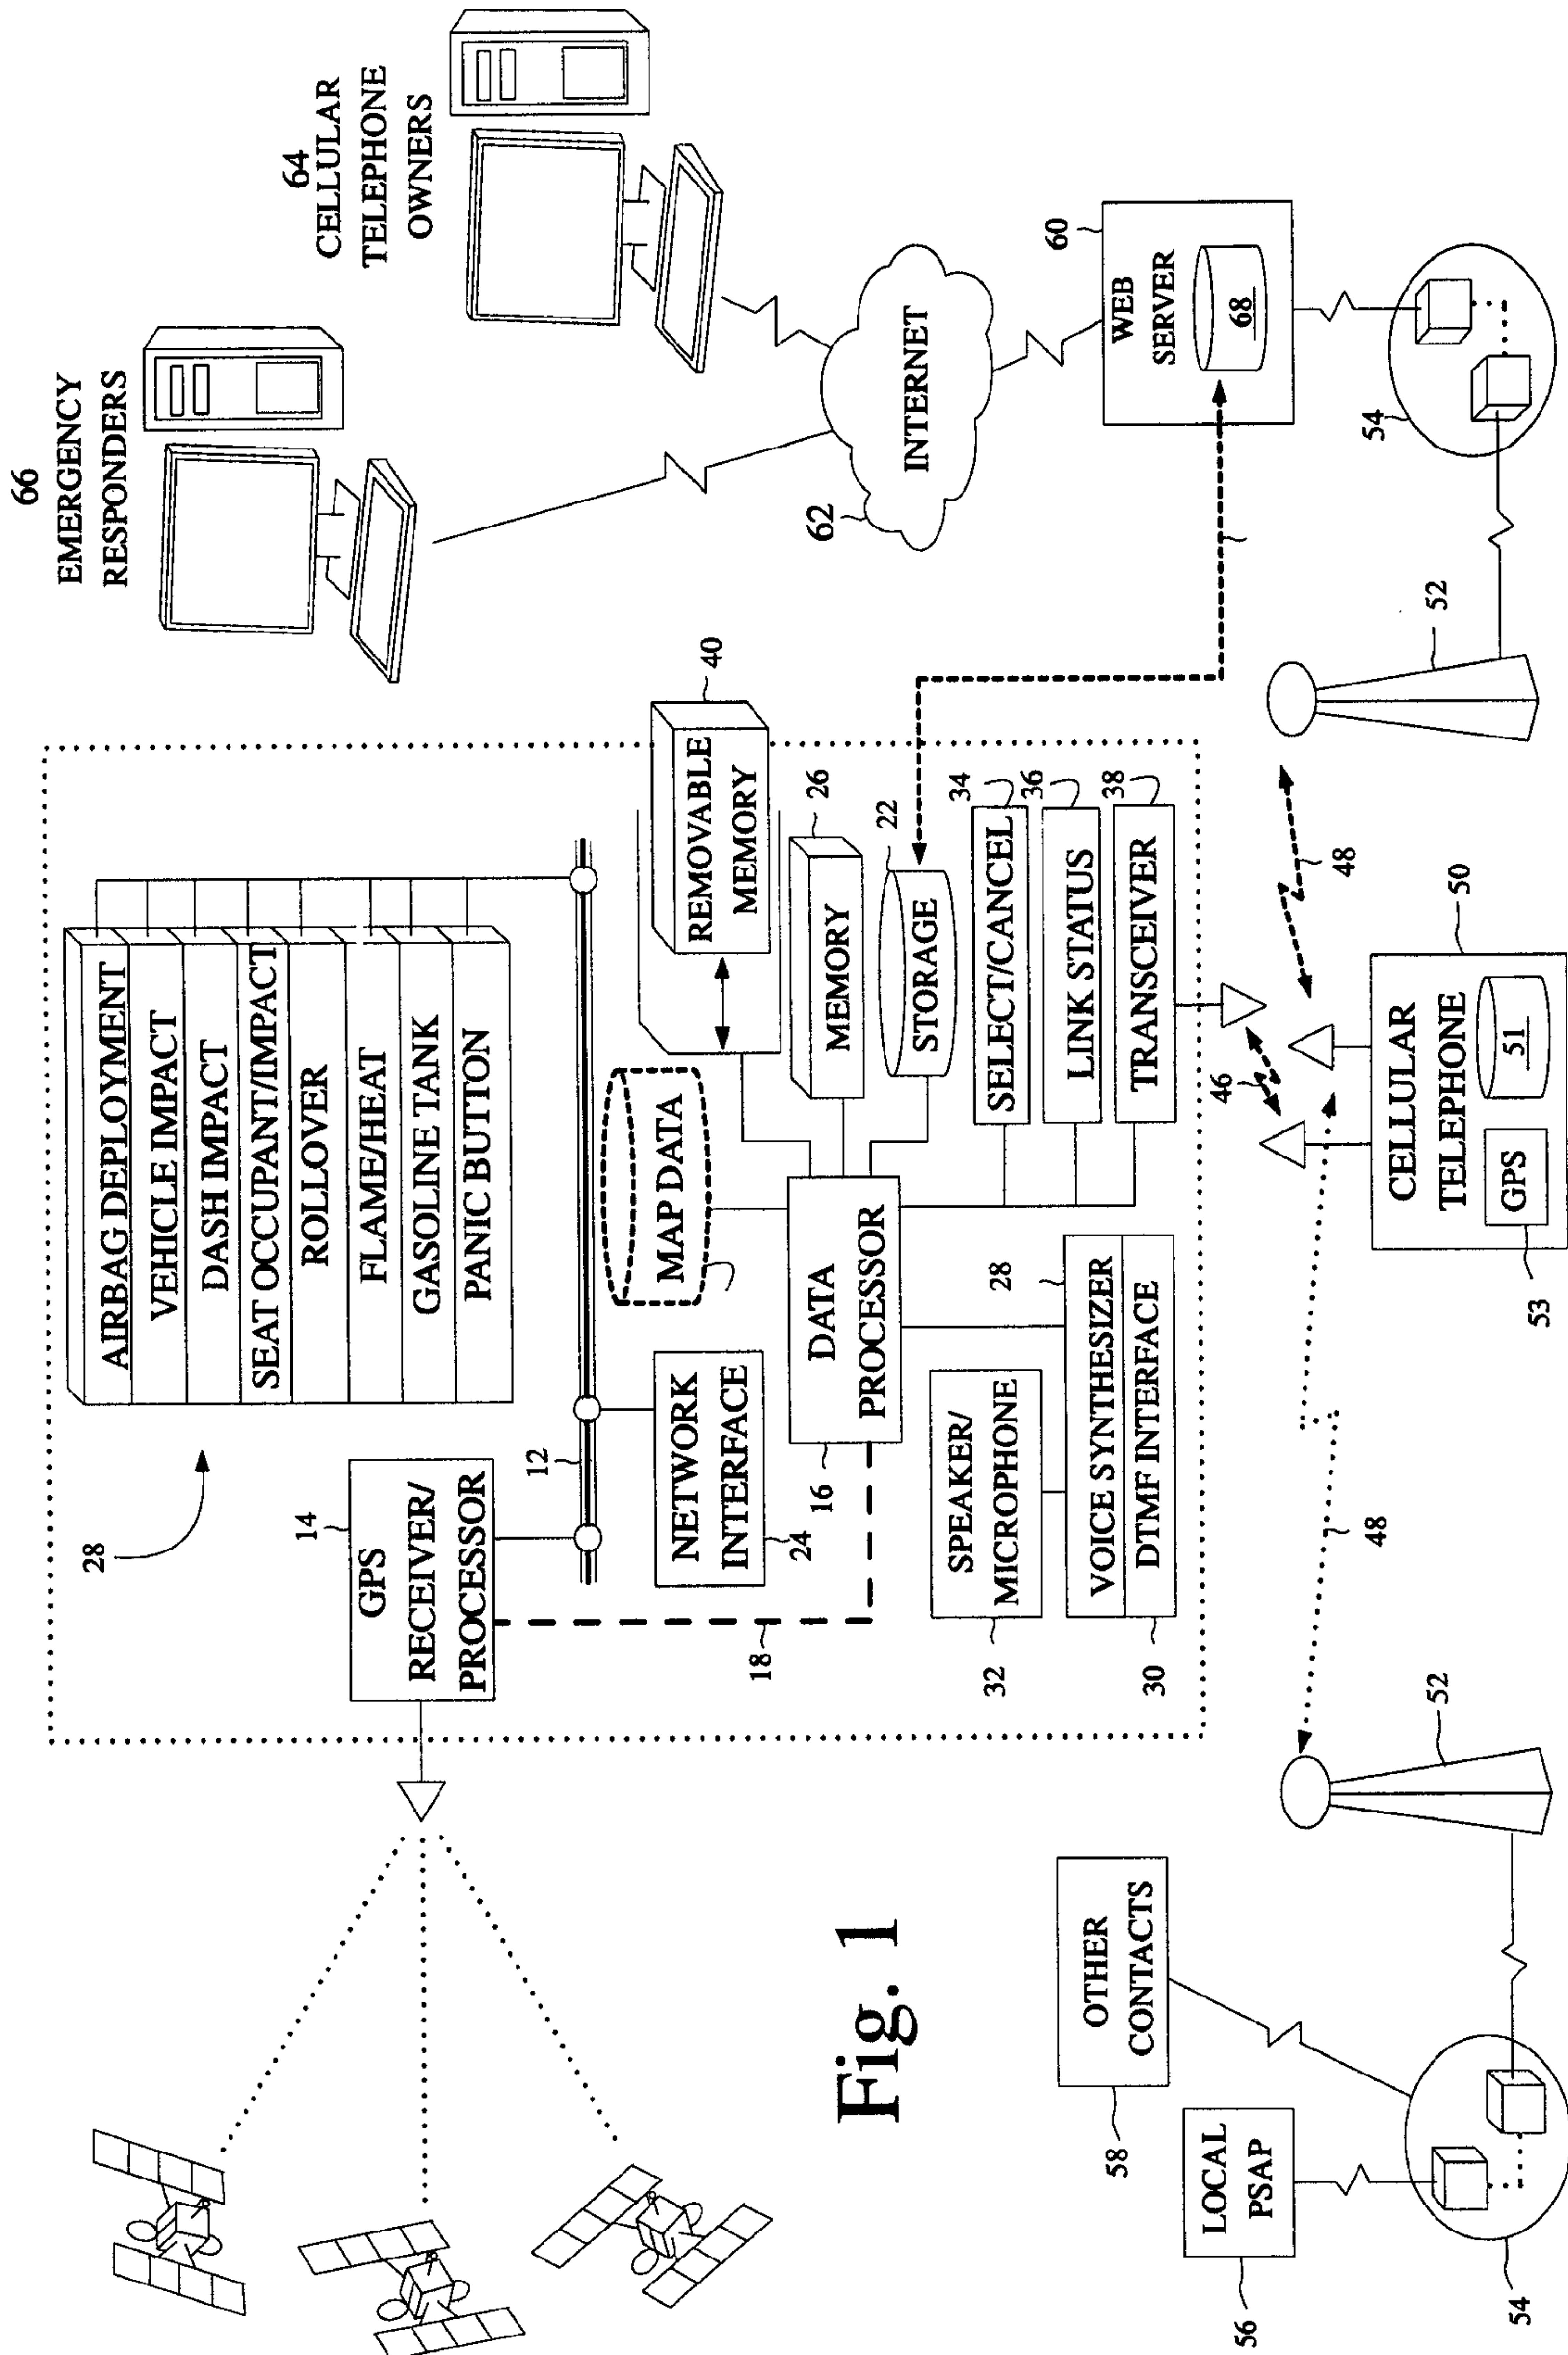 28
14
GPS
RECEIVER/
PROCESSOR
AIRBAG DEPLOYMENT
VEHICLE IMPACT
DASH IMPACT
SEAT OCCUPANT/IMPACT
ROLLOVER
FLAME/HEAT
GASOLINE TANK
PANIC BUTTON
66
EMERGENCY
RESPONDERS
64
CELLULAR
TELEPHONE
OWNERS
12
NETWORK
INTERFACE
24
MAP DATA
REMOVABLE
MEMORY
40
18
16
DATA
PROCESSOR
MEMORY
26
STORAGE
22
62
INTERNET
SPEAKER/
MICROPHONE
32
28
VOICE SYNTHESIZER
DTMF INTERFACE
30
SELECT/CANCEL
34
LINK STATUS
36
TRANSCEIVER
38
WEB
SERVER
60
68
Fig. 1
OTHER
CONTACTS
58
LOCAL
PSAP
56
54
52
48
46
48
50
CELLULAR
TELEPHONE
51
GPS
53
52
54